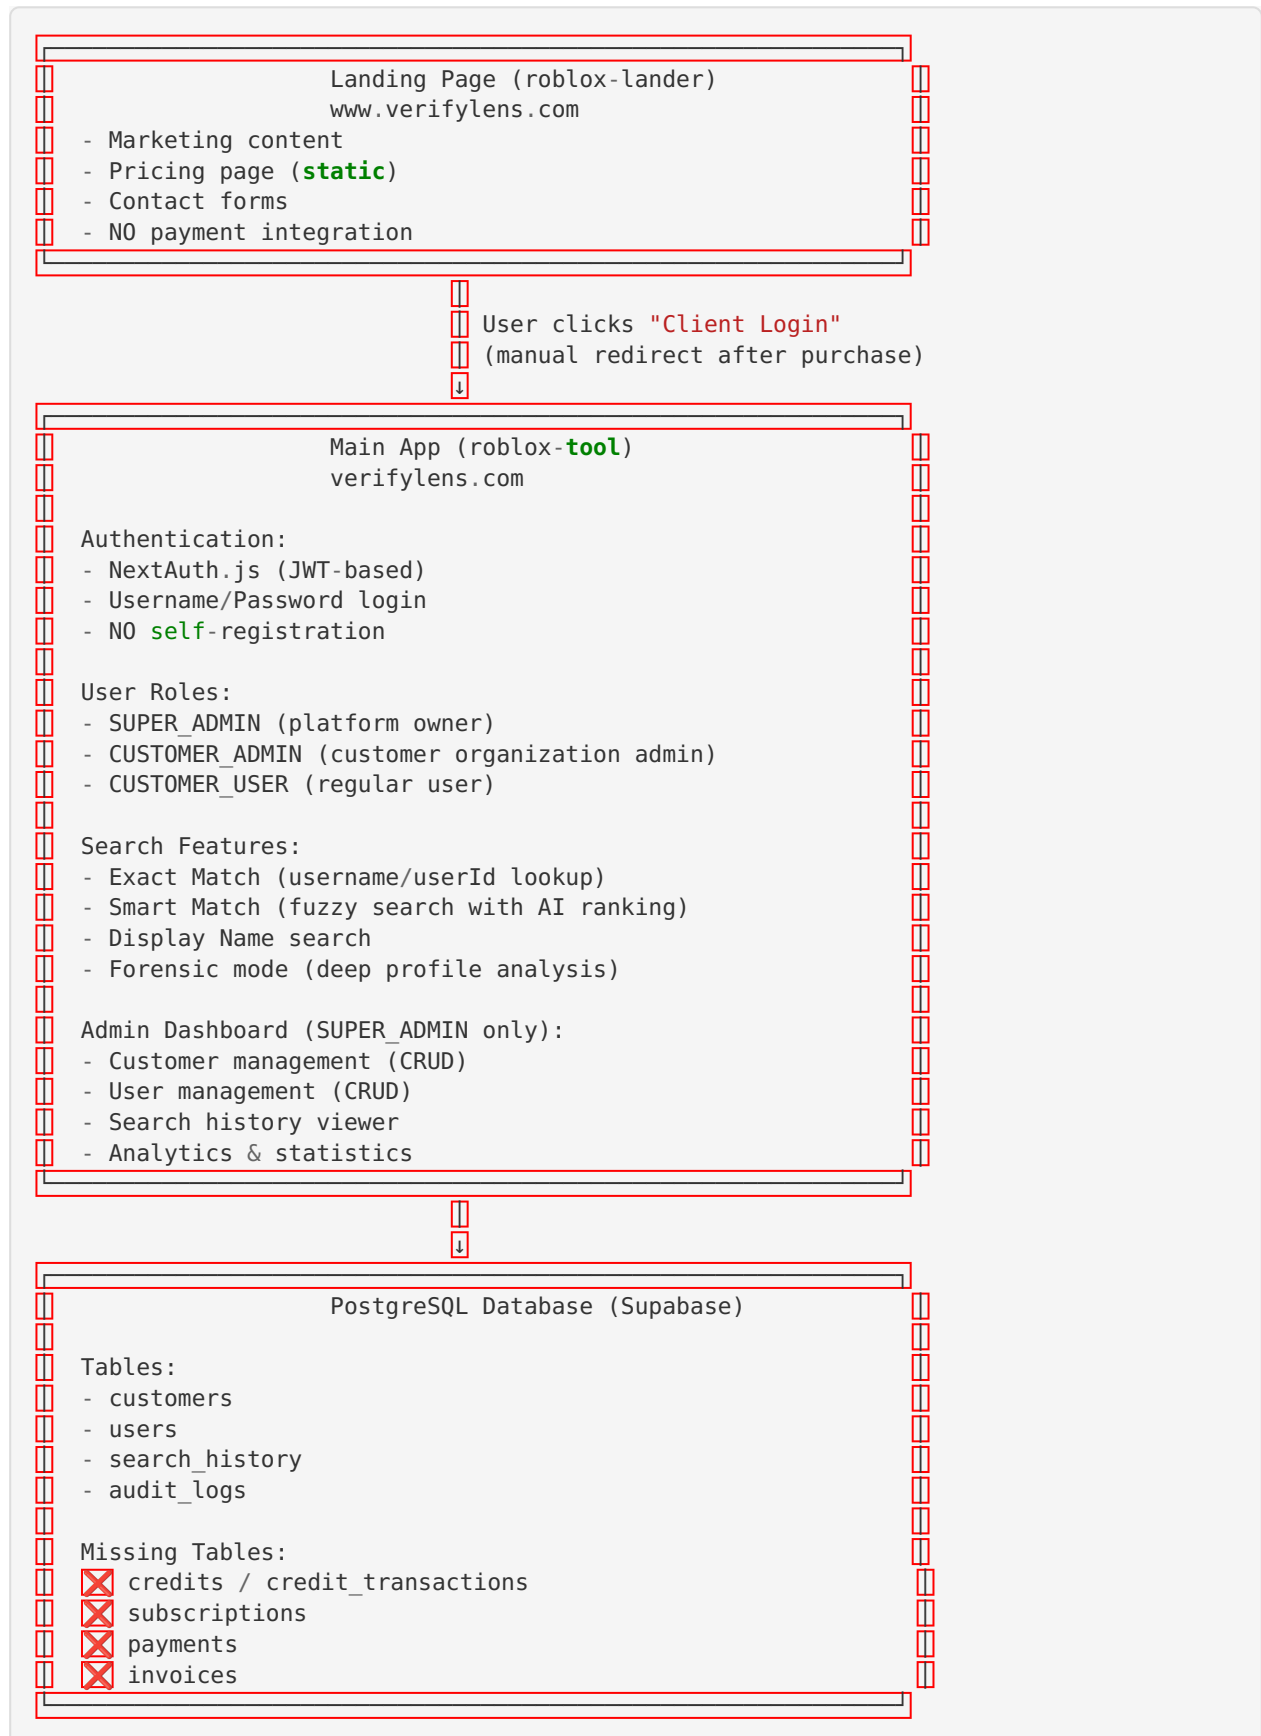 Landing Page (roblox-lander)
www.verifylens.com
- Marketing content
- Pricing page (static)
- Contact forms
- NO payment integration
User clicks "Client Login"
(manual redirect after purchase)
↓
Main App (roblox-tool)
verifylens.com
Authentication:
- NextAuth.js (JWT-based)
- Username/Password login
- NO self-registration
User Roles:
- SUPER_ADMIN (platform owner)
- CUSTOMER_ADMIN (customer organization admin)
- CUSTOMER_USER (regular user)
Search Features:
- Exact Match (username/userId lookup)
- Smart Match (fuzzy search with AI ranking)
- Display Name search
- Forensic mode (deep profile analysis)
Admin Dashboard (SUPER_ADMIN only):
- Customer management (CRUD)
- User management (CRUD)
- Search history viewer
- Analytics & statistics
↓
PostgreSQL Database (Supabase)
Tables:
- customers
- users
- search_history
- audit_logs
Missing Tables:
❌ credits / credit_transactions
❌ subscriptions
❌ payments
❌ invoices